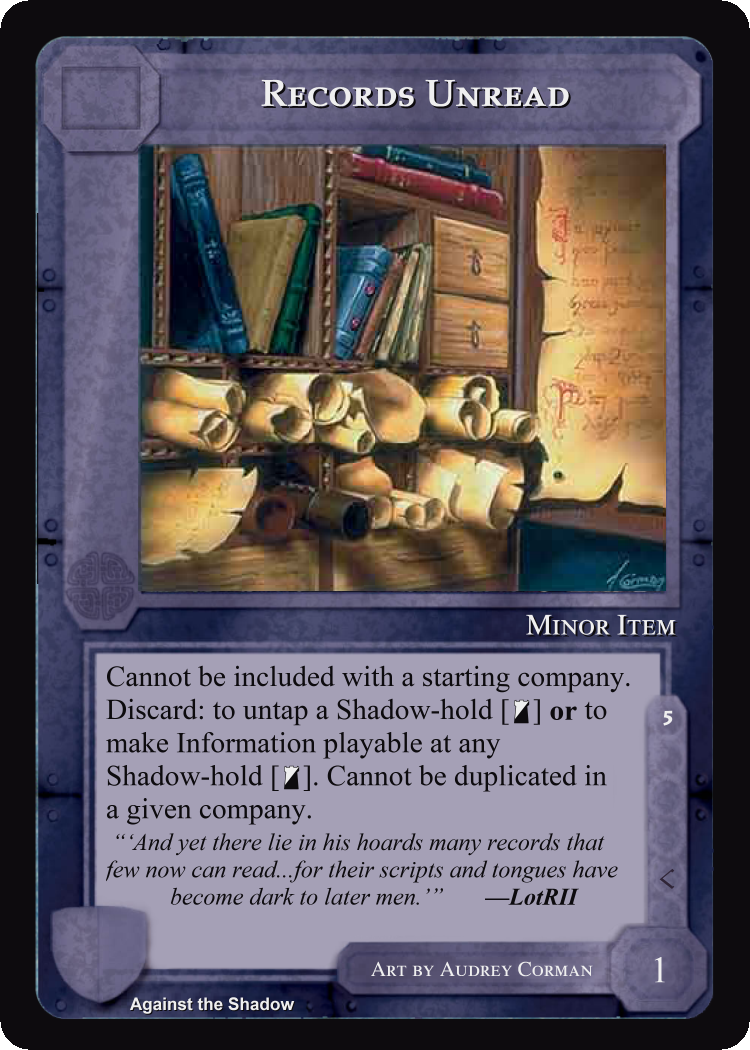 Records Unread
Corman
Minor Item
Cannot be included with a starting company.
Discard: to untap a Shadow-hold [ ] or to
make Information playable at any
Shadow-hold [ ]. Cannot be duplicated in
a given company.
“‘And yet there lie in his hoards many records that
few now can read...for their scripts and tongues have
become dark to later men.’” —LotRII
5
<
Art by Audrey Corman
1
Against the Shadow